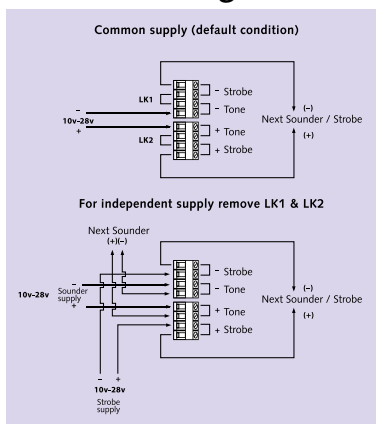 Common supply (default condition)
LK1
– Strobe
– Tone
–
10v–28v
+
LK2
+ Tone
+ Strobe
(–)
Next Sounder / Strobe
(+)
For independent supply remove LK1 & LK2
Next Sounder
(+)(–)
– Strobe
– Tone
–
10v–28v Sounder
supply
+
+ Tone
+ Strobe
(–)
Next Sounder / Strobe
(+)
– +
10v–28v
Strobe
supply